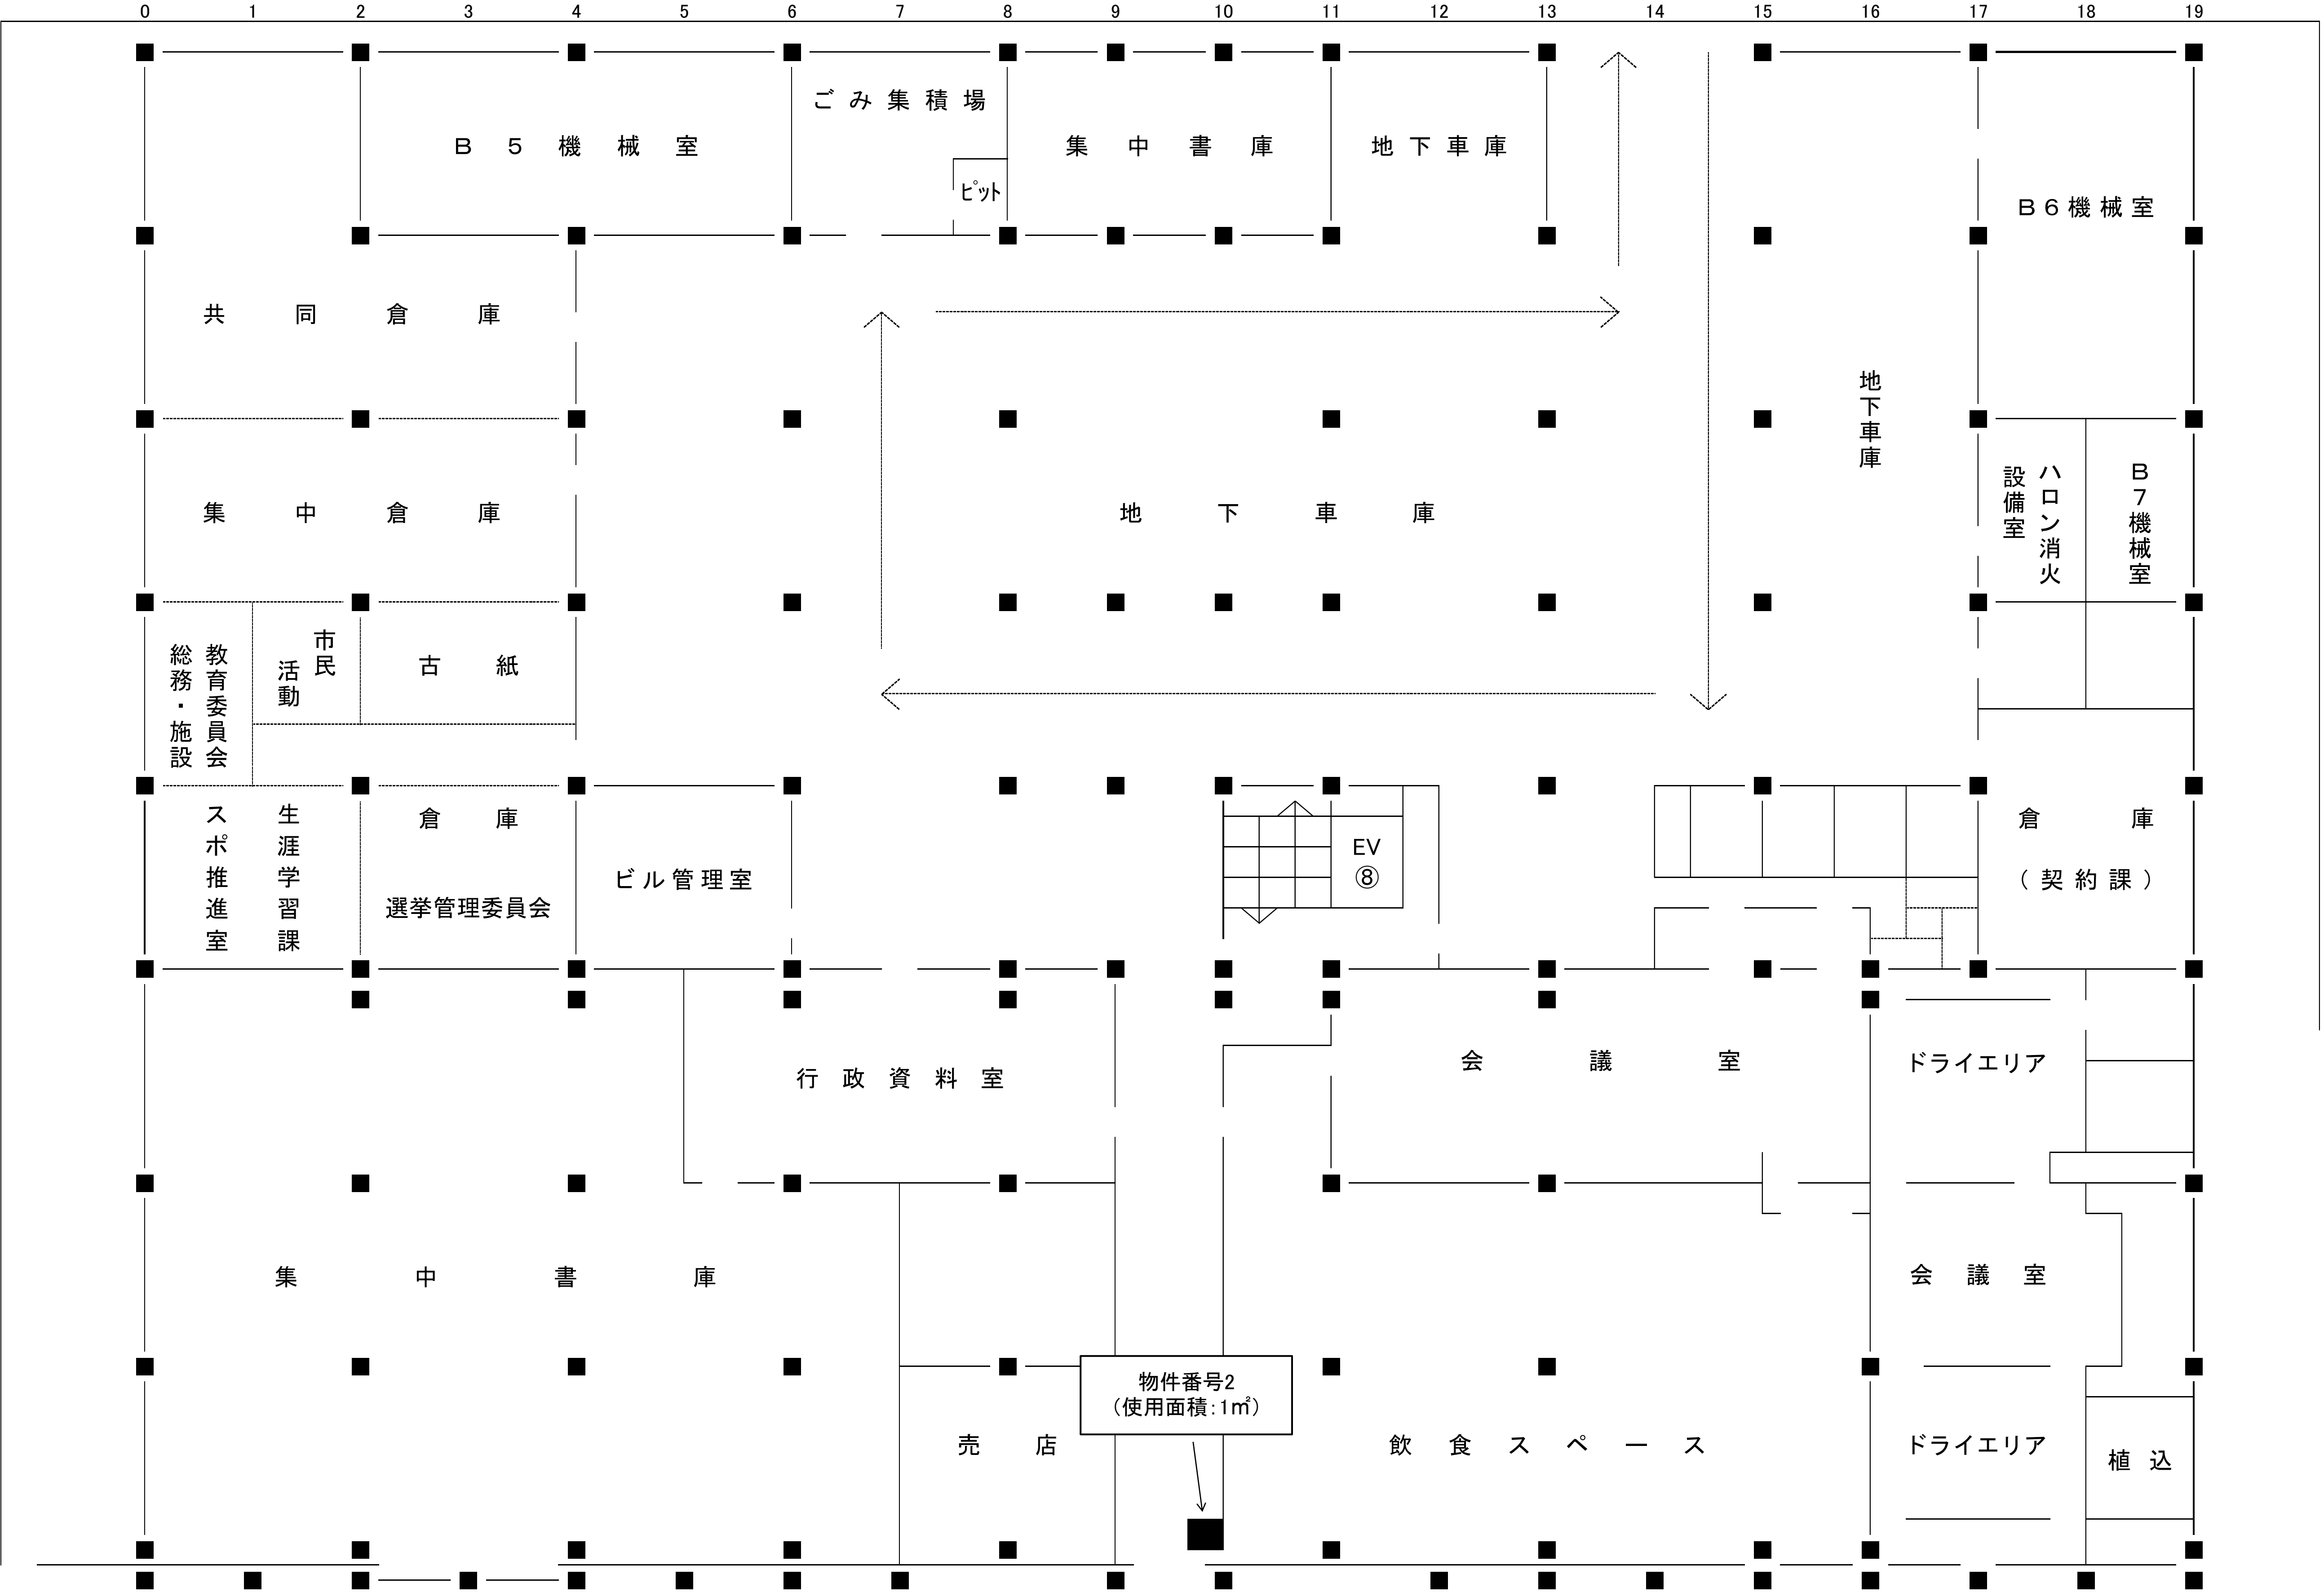 0 1 2 3 4 5 6 7 8 9 10 11 12 13 14 15 16 17 18 19
ごみ集積場
Ｂ５機械室
集中書庫
地下車庫
ﾋﾟｯﾄ
Ｂ６機械室
共同倉庫
地下車庫
集中倉庫
地下車庫
ハロン消火
設備室
Ｂ７機械室
教育委員会
総務・施設
市民
活動
古紙
生涯学習課
スポ推進室
倉庫
選挙管理委員会
ビル管理室
EV
⑧
倉庫
（契約課）
行政資料室
会議室
ドライエリア
集中書庫
会議室
物件番号2
（使用面積：1㎡）
売店
飲食スペース
ドライエリア
植込